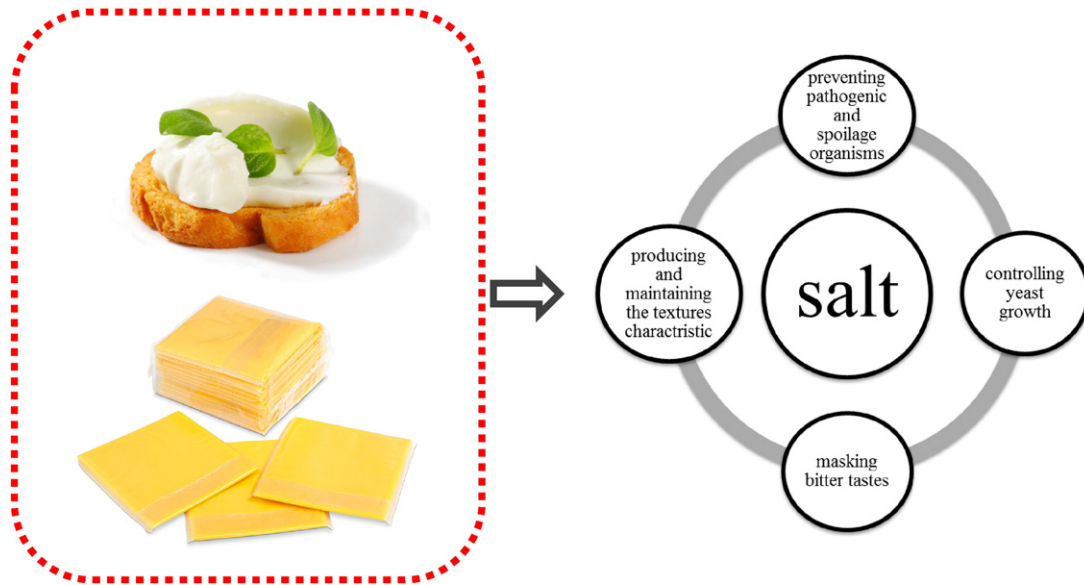 preventing
pathogenic
and
spoilage
organisms
producing
and
maintaining
the textures
charactristic
salt
controlling
yeast
growth
masking
bitter tastes